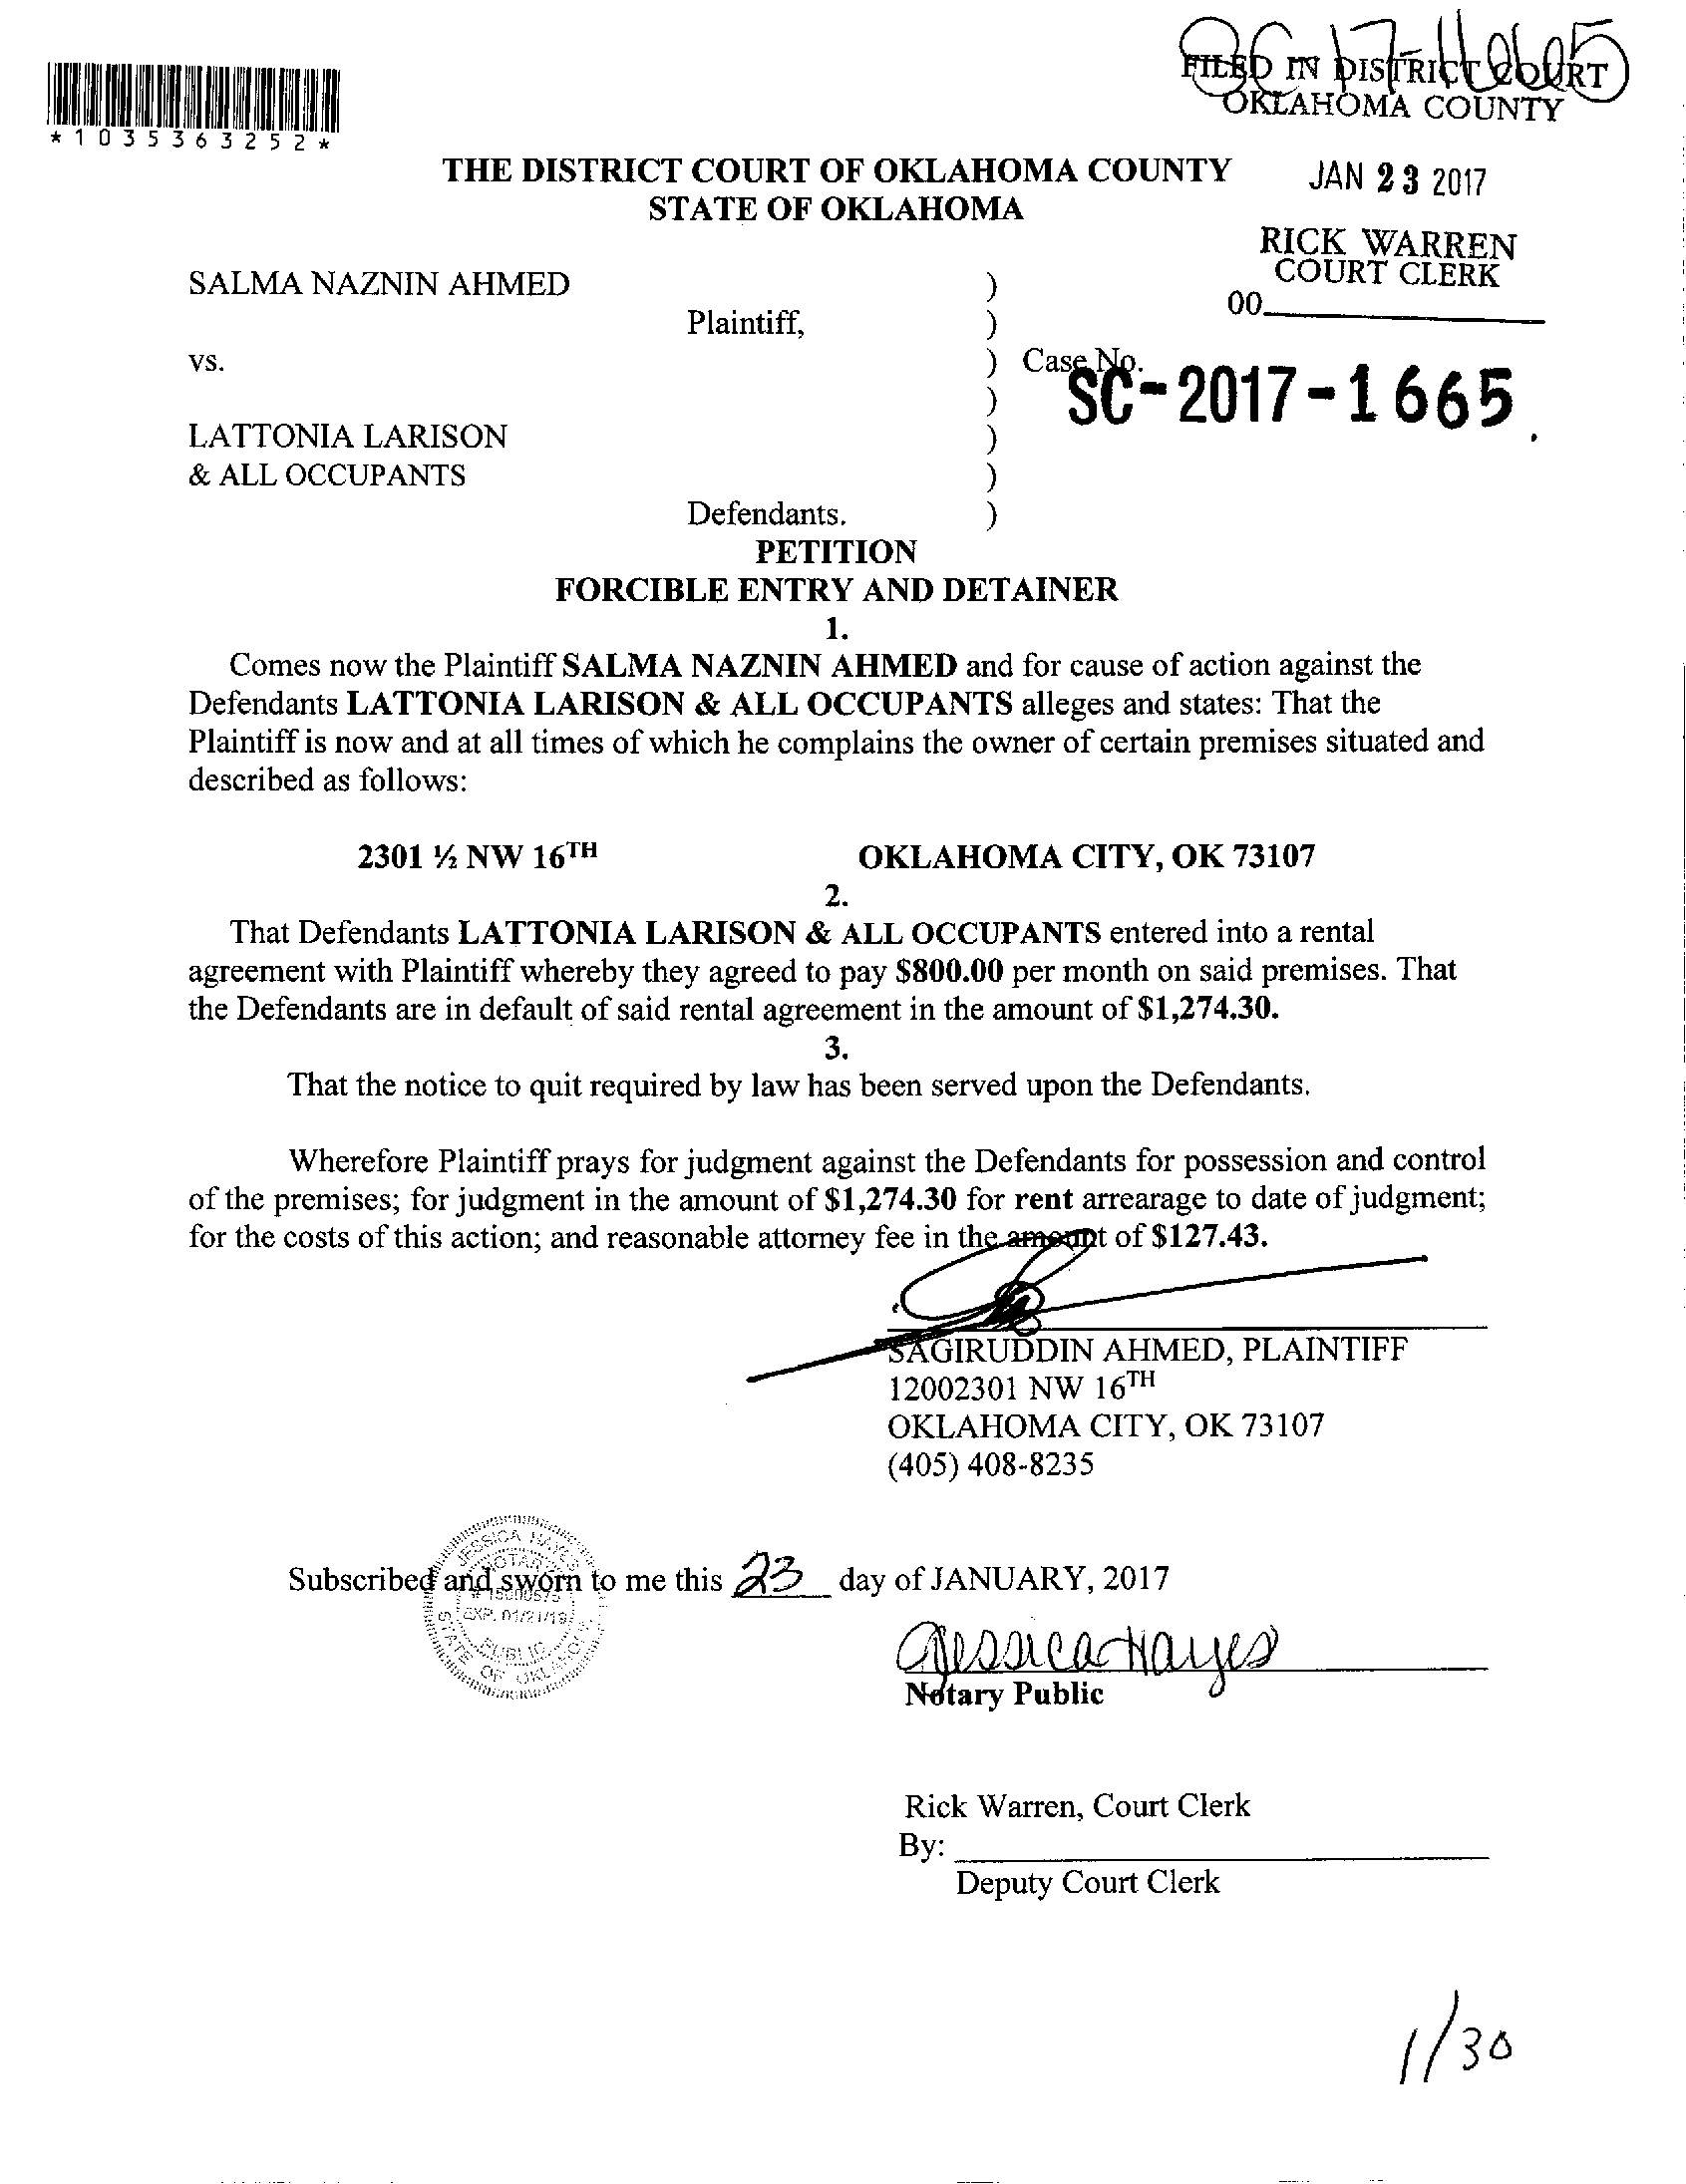 SC-17-1665
FILED IN DISTRICT COURT
OKLAHOMA COUNTY
*1035363252*
THE DISTRICT COURT OF OKLAHOMA COUNTY
STATE OF OKLAHOMA
JAN 23 2017
RICK WARREN
COURT CLERK
00
SALMA NAZNIN AHMED )
Plaintiff, )
vs. ) Case No.
SC-2017-1665.
)
LATTONIA LARISON )
& ALL OCCUPANTS )
Defendants. )
PETITION
FORCIBLE ENTRY AND DETAINER
1.
Comes now the Plaintiff SALMA NAZNIN AHMED and for cause of action against the
Defendants LATTONIA LARISON & ALL OCCUPANTS alleges and states: That the
Plaintiff is now and at all times of which he complains the owner of certain premises situated and
described as follows:
2301 ½ NW 16TH OKLAHOMA CITY, OK 73107
2.
That Defendants LATTONIA LARISON & ALL OCCUPANTS entered into a rental
agreement with Plaintiff whereby they agreed to pay $800.00 per month on said premises. That
the Defendants are in default of said rental agreement in the amount of $1,274.30.
3.
That the notice to quit required by law has been served upon the Defendants.
Wherefore Plaintiff prays for judgment against the Defendants for possession and control
of the premises; for judgment in the amount of $1,274.30 for rent arrearage to date of judgment;
for the costs of this action; and reasonable attorney fee in the amount of $127.43.
SAGIRUDDIN AHMED, PLAINTIFF
12002301 NW 16TH
OKLAHOMA CITY, OK 73107
(405) 408-8235
Subscribed and sworn to me this 23 day of JANUARY, 2017
JESSICA HAYES
NOTARY
EXP. 01/21/19
PUBLIC
STATE OF OKLAHOMA
Jessica Hayes
Notary Public
Rick Warren, Court Clerk
By:
Deputy Court Clerk
1/30